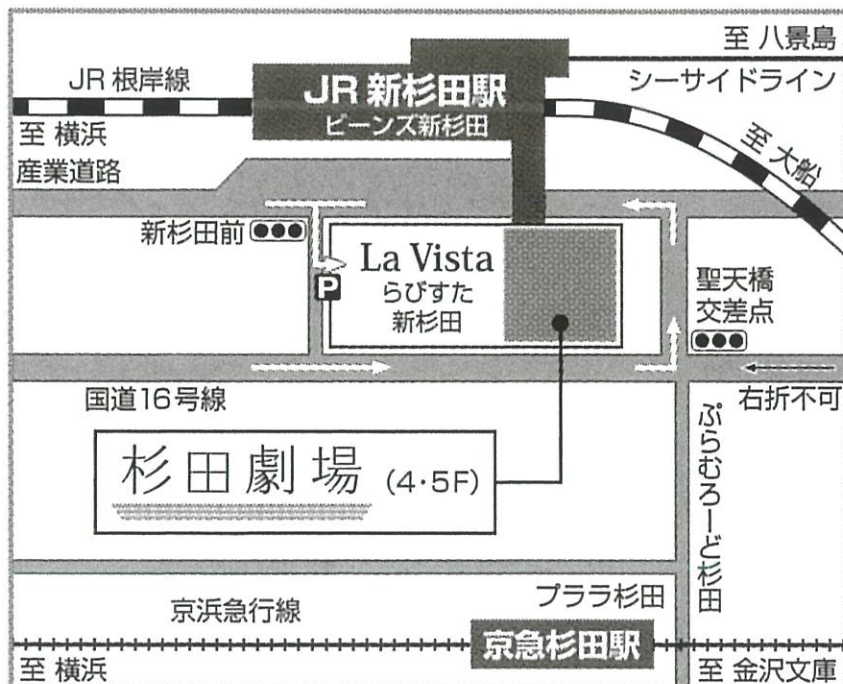 至 八景島
JR 根岸線
JR 新杉田駅
シーサイドライン
ビーンズ新杉田
至 横浜
至 大船
産業道路
新杉田前
La Vista
らびすた
新杉田
P
聖天橋
交差点
国道16号線
右折不可
杉田劇場 (4・5F)
ぷらむろーど杉田
プララ杉田
京浜急行線
京急杉田駅
至 横浜
至 金沢文庫